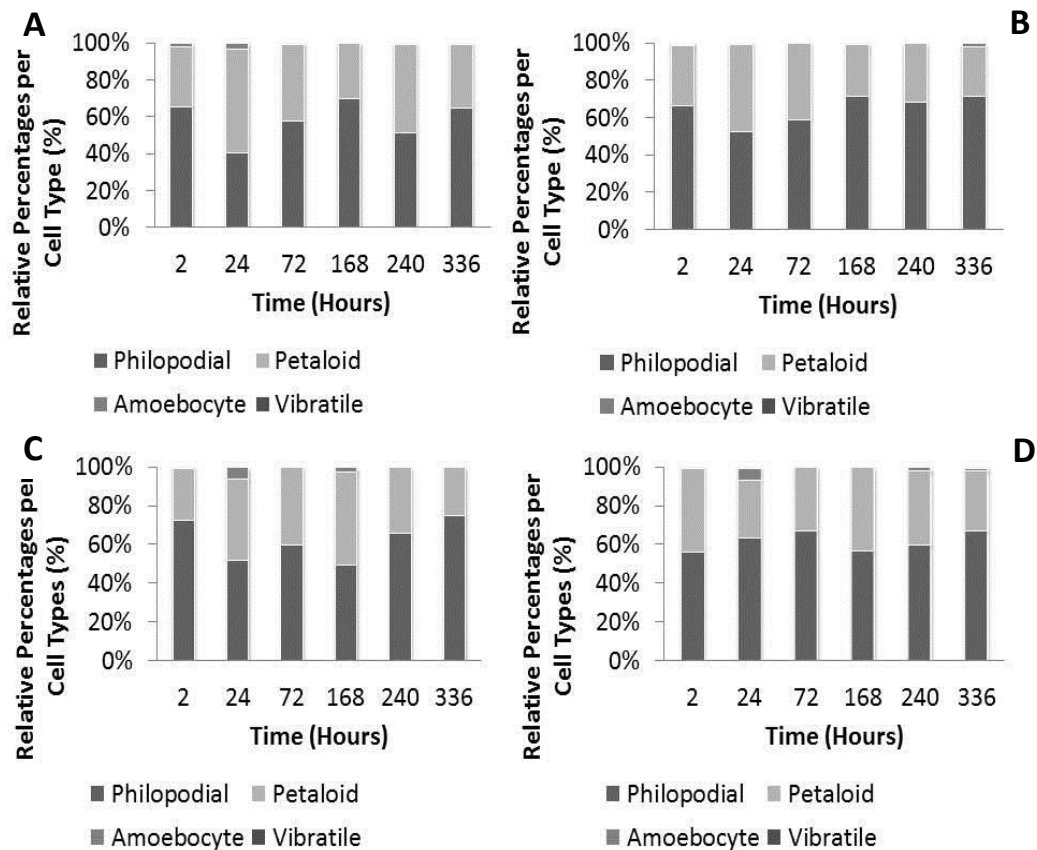 A
Relative Percentages per
Cell Type (%)
100%
80%
60%
40%
20%
0%
2 24 72 168 240 336
Time (Hours)
Philopodial Petaloid
Amoebocyte Vibratile
B
Relative Percentages per
Cell Type (%)
100%
80%
60%
40%
20%
0%
2 24 72 168 240 336
Time (Hours)
Philopodial Petaloid
Amoebocyte Vibratile
C
Relative Percentages per
Cell Types (%)
100%
80%
60%
40%
20%
0%
2 24 72 168 240 336
Time (Hours)
Philopodial Petaloid
Amoebocyte Vibratile
D
Relative Percentages per
Cell Types (%)
100%
80%
60%
40%
20%
0%
2 24 72 168 240 336
Time (Hours)
Philopodial Petaloid
Amoebocyte Vibratile